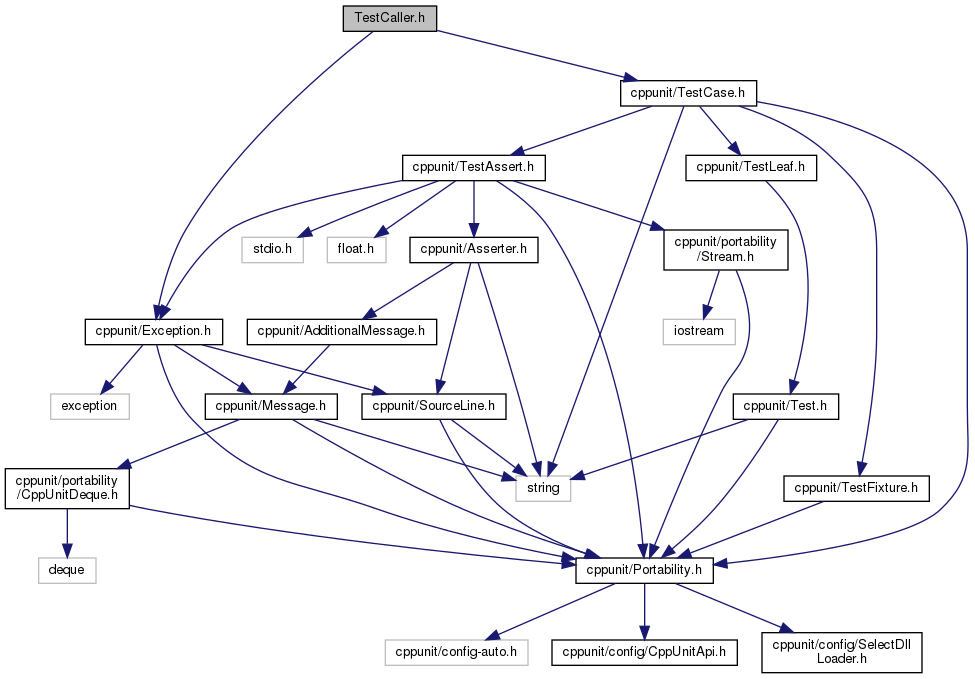 TestCaller.h
cppunit/TestCase.h
cppunit/TestAssert.h
cppunit/TestLeaf.h
stdio.h
float.h
cppunit/Asserter.h
cppunit/portability
/Stream.h
cppunit/Exception.h
cppunit/AdditionalMessage.h
iostream
exception
cppunit/Message.h
cppunit/SourceLine.h
cppunit/Test.h
cppunit/portability
/CppUnitDeque.h
string
cppunit/TestFixture.h
deque
cppunit/Portability.h
cppunit/config-auto.h
cppunit/config/CppUnitApi.h
cppunit/config/SelectDll
Loader.h